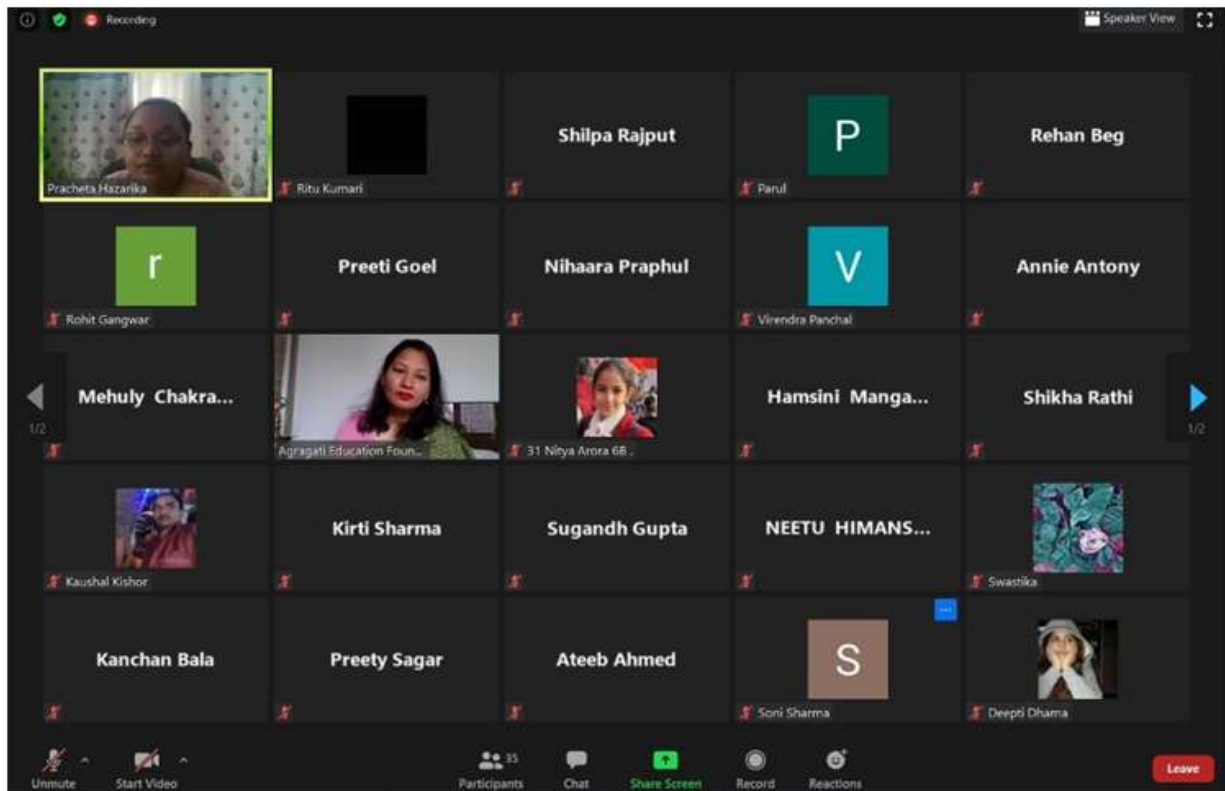 Recording
Speaker View
Pracheta Hazarika
Ritu Kumari
Shilpa Rajput
P
Parul
Rehan Beg
r
Rohit Gangwar
Preeti Goel
Nihaara Praphul
V
Virendra Panchal
Annie Antony
Mehuly Chakra...
Agragati Education Foun...
31 Nitya Arora 6B .
Hamsini Manga...
Shikha Rathi
1/2
1/2
Kaushal Kishor
Kirti Sharma
Sugandh Gupta
NEETU HIMANS...
Swastika
Kanchan Bala
Preety Sagar
Ateeb Ahmed
S
Soni Sharma
Deepti Dhama
Unmute
Start Video
Participants
35
Chat
Share Screen
Record
Reactions
Leave